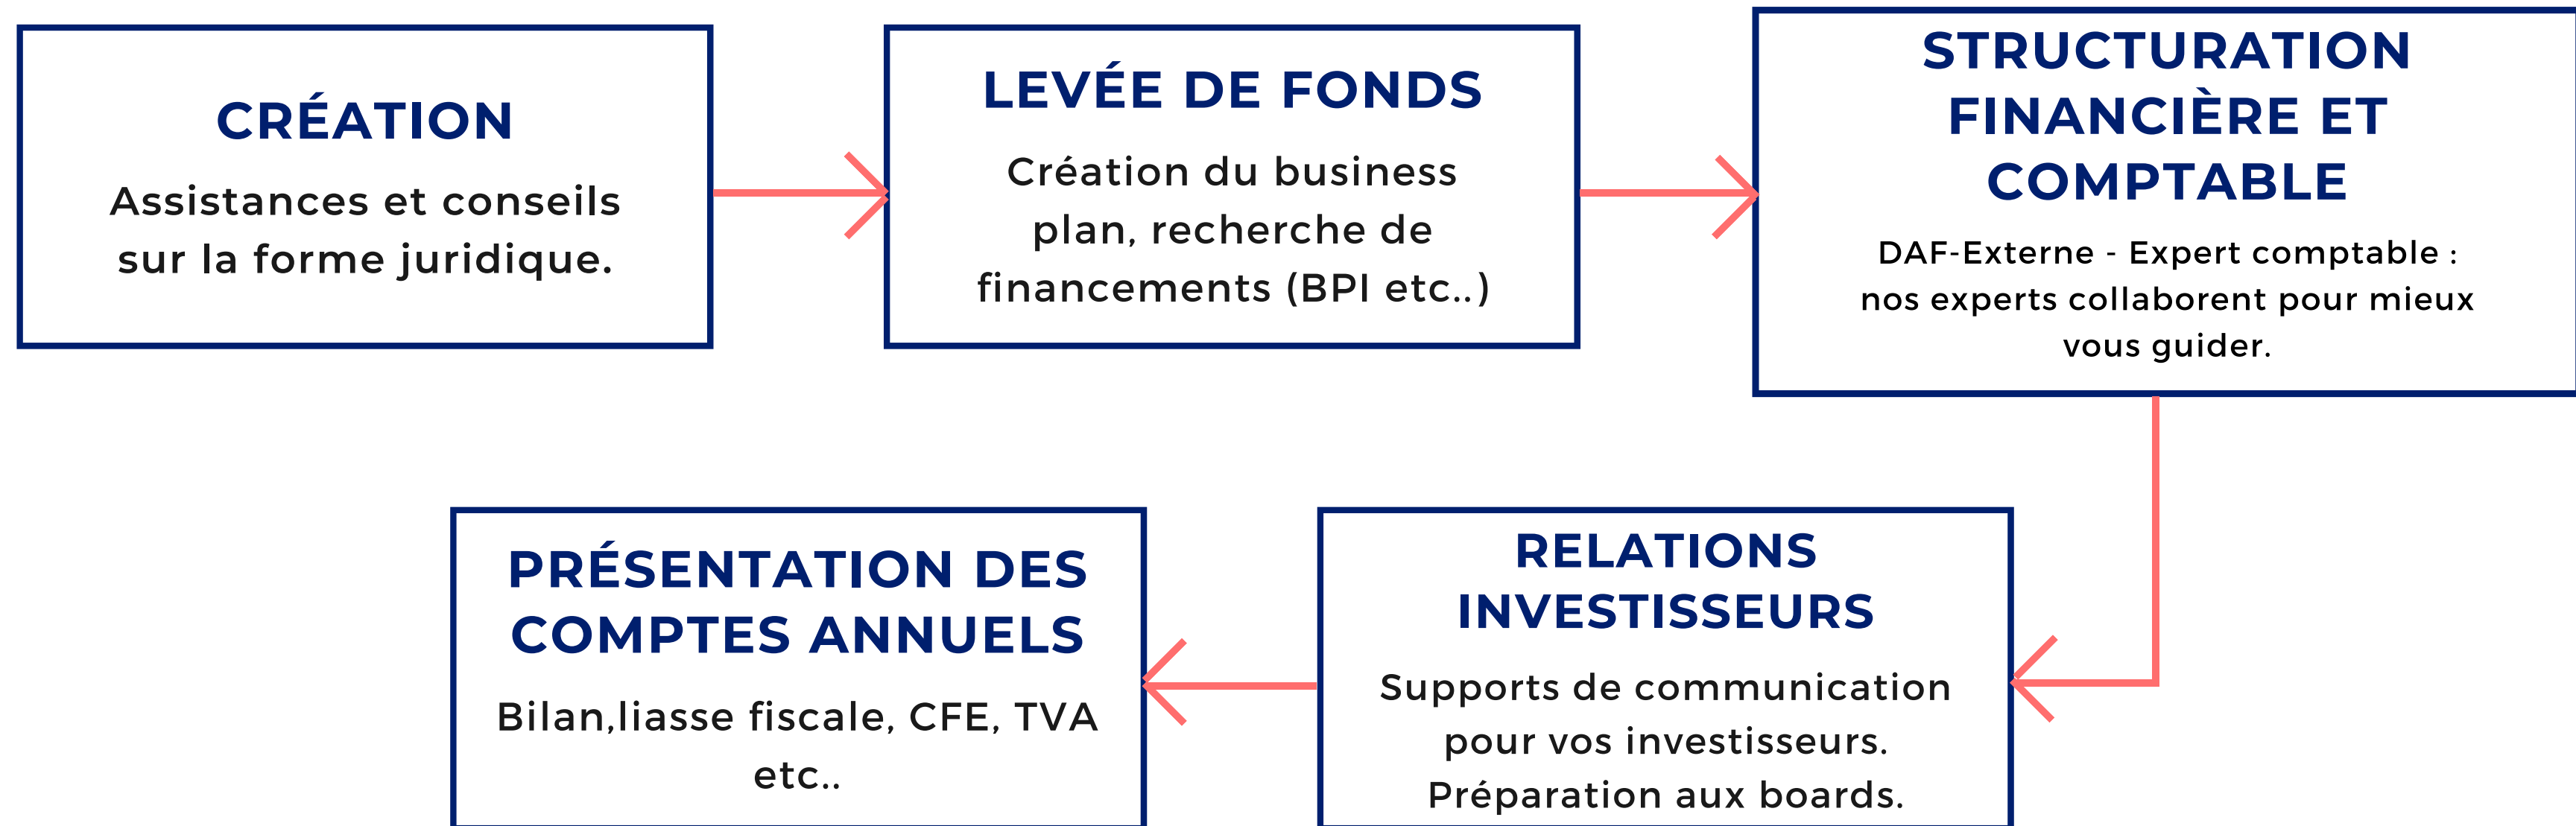 CRÉATION
Assistances et conseils
sur la forme juridique.
LEVÉE DE FONDS
Création du business
plan, recherche de
financements (BPI etc..)
STRUCTURATION
FINANCIÈRE ET
COMPTABLE
DAF-Externe - Expert comptable :
nos experts collaborent pour mieux
vous guider.
RELATIONS
INVESTISSEURS
Supports de communication
pour vos investisseurs.
Préparation aux boards.
PRÉSENTATION DES
COMPTES ANNUELS
Bilan,liasse fiscale, CFE, TVA
etc..